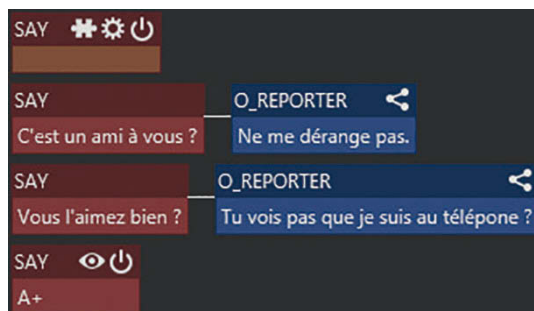 SAY
SAY O_REPORTER
C'est un ami à vous ? Ne me dérange pas.
SAY O_REPORTER
Vous l'aimez bien ? Tu vois pas que je suis au télépone ?
SAY
A+